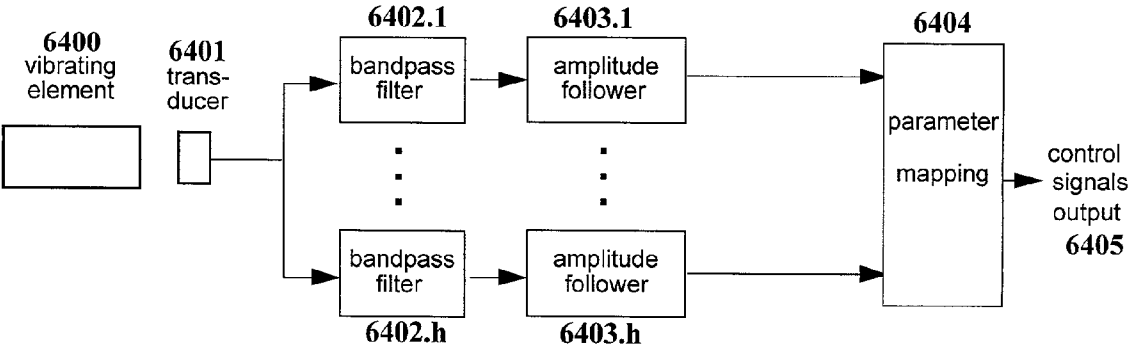 6400
vibrating
element
6401
trans-
ducer
6402.1
bandpass
filter
6403.1
amplitude
follower
6404
parameter
mapping
control
signals
output
6405
bandpass
filter
6402.h
amplitude
follower
6403.h